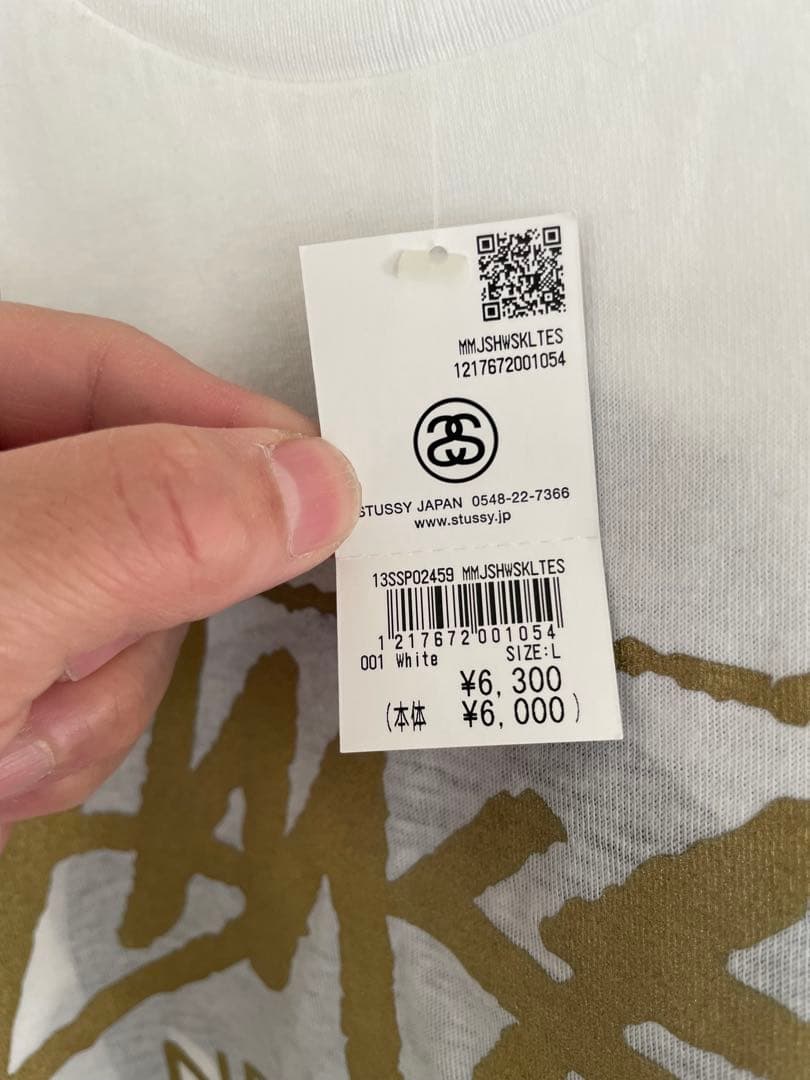 MMJSHWSKLTES
1217672001054
STUSSY JAPAN 0548-22-7366
www.stussy.jp
13SSP02459 MMJSHWSKLTES
1 217672 001054
001 White SIZE:L
¥6,300
(本体 ¥6,000)